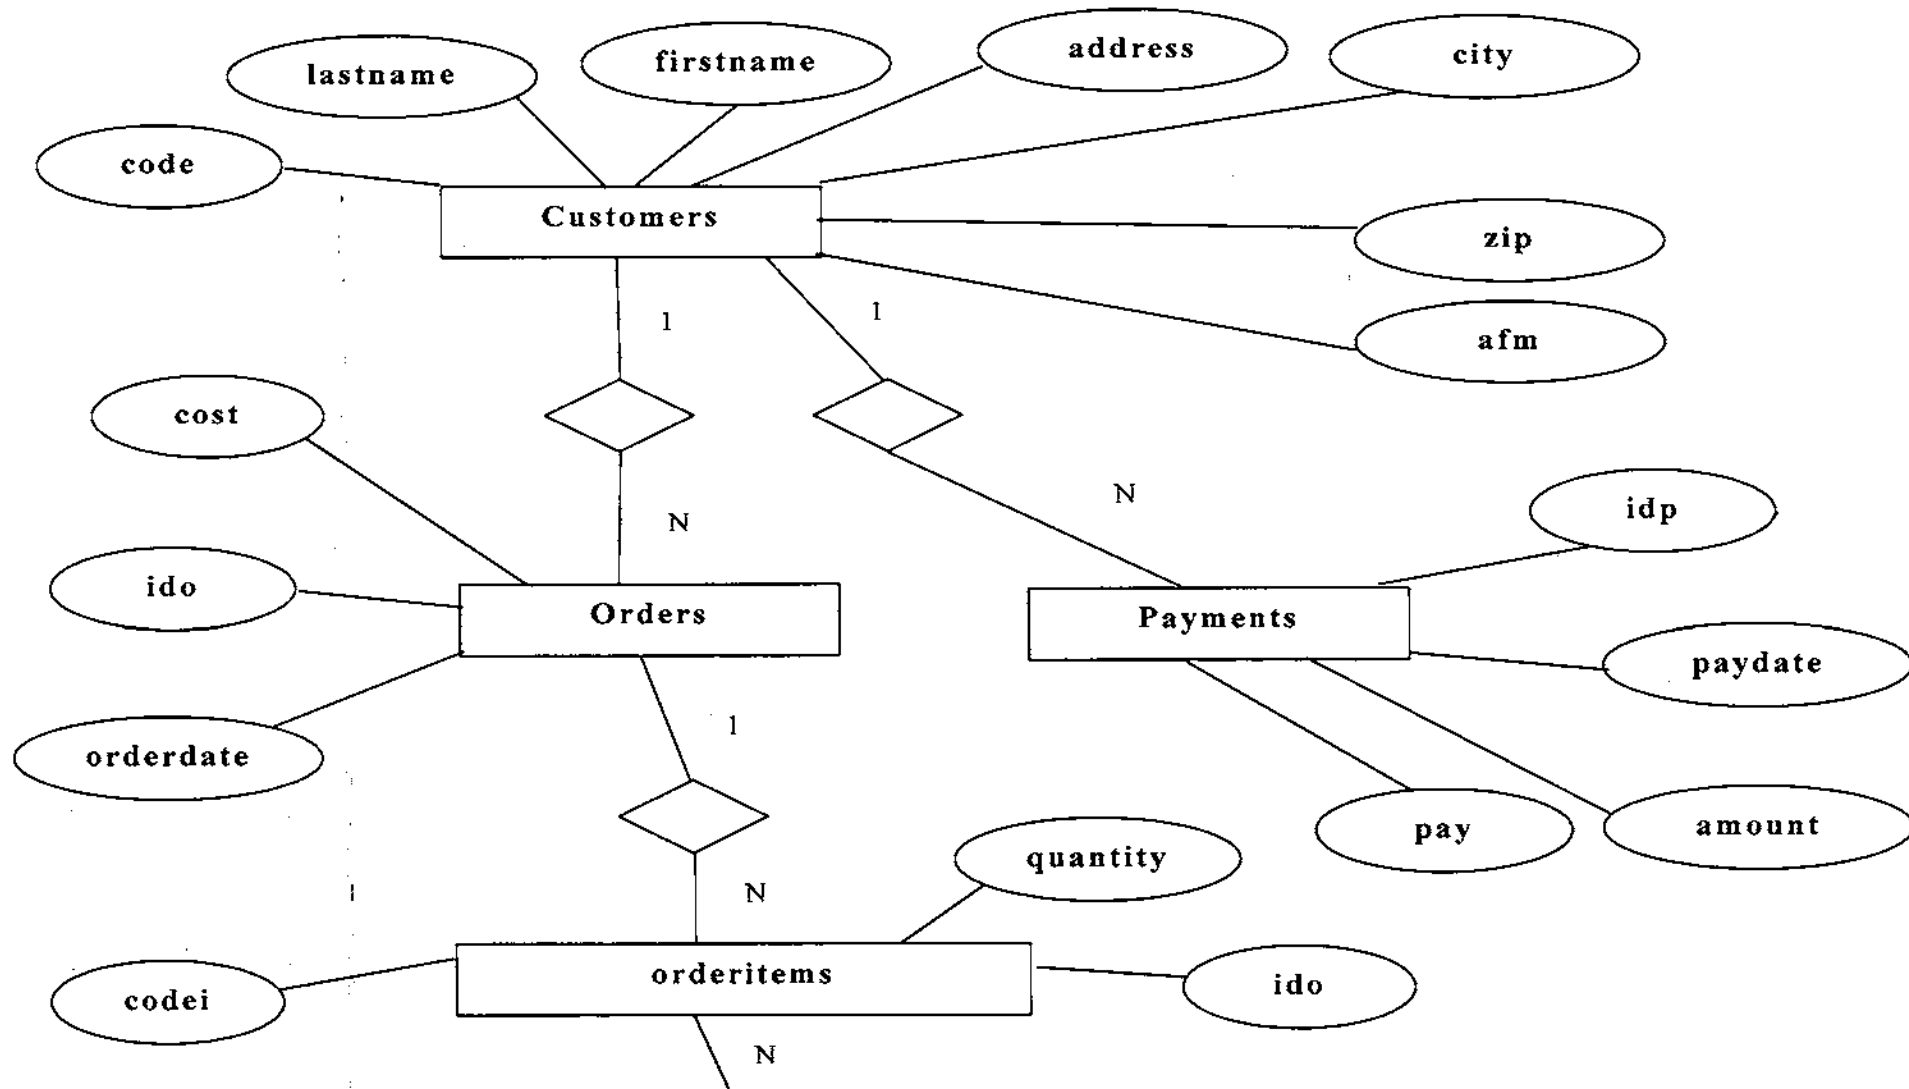 lastname
firstname
address
city
code
Customers
zip
1
1
afm
cost
N
N
idp
ido
Orders
Payments
paydate
1
orderdate
pay
amount
quantity
N
orderitems
codei
ido
N